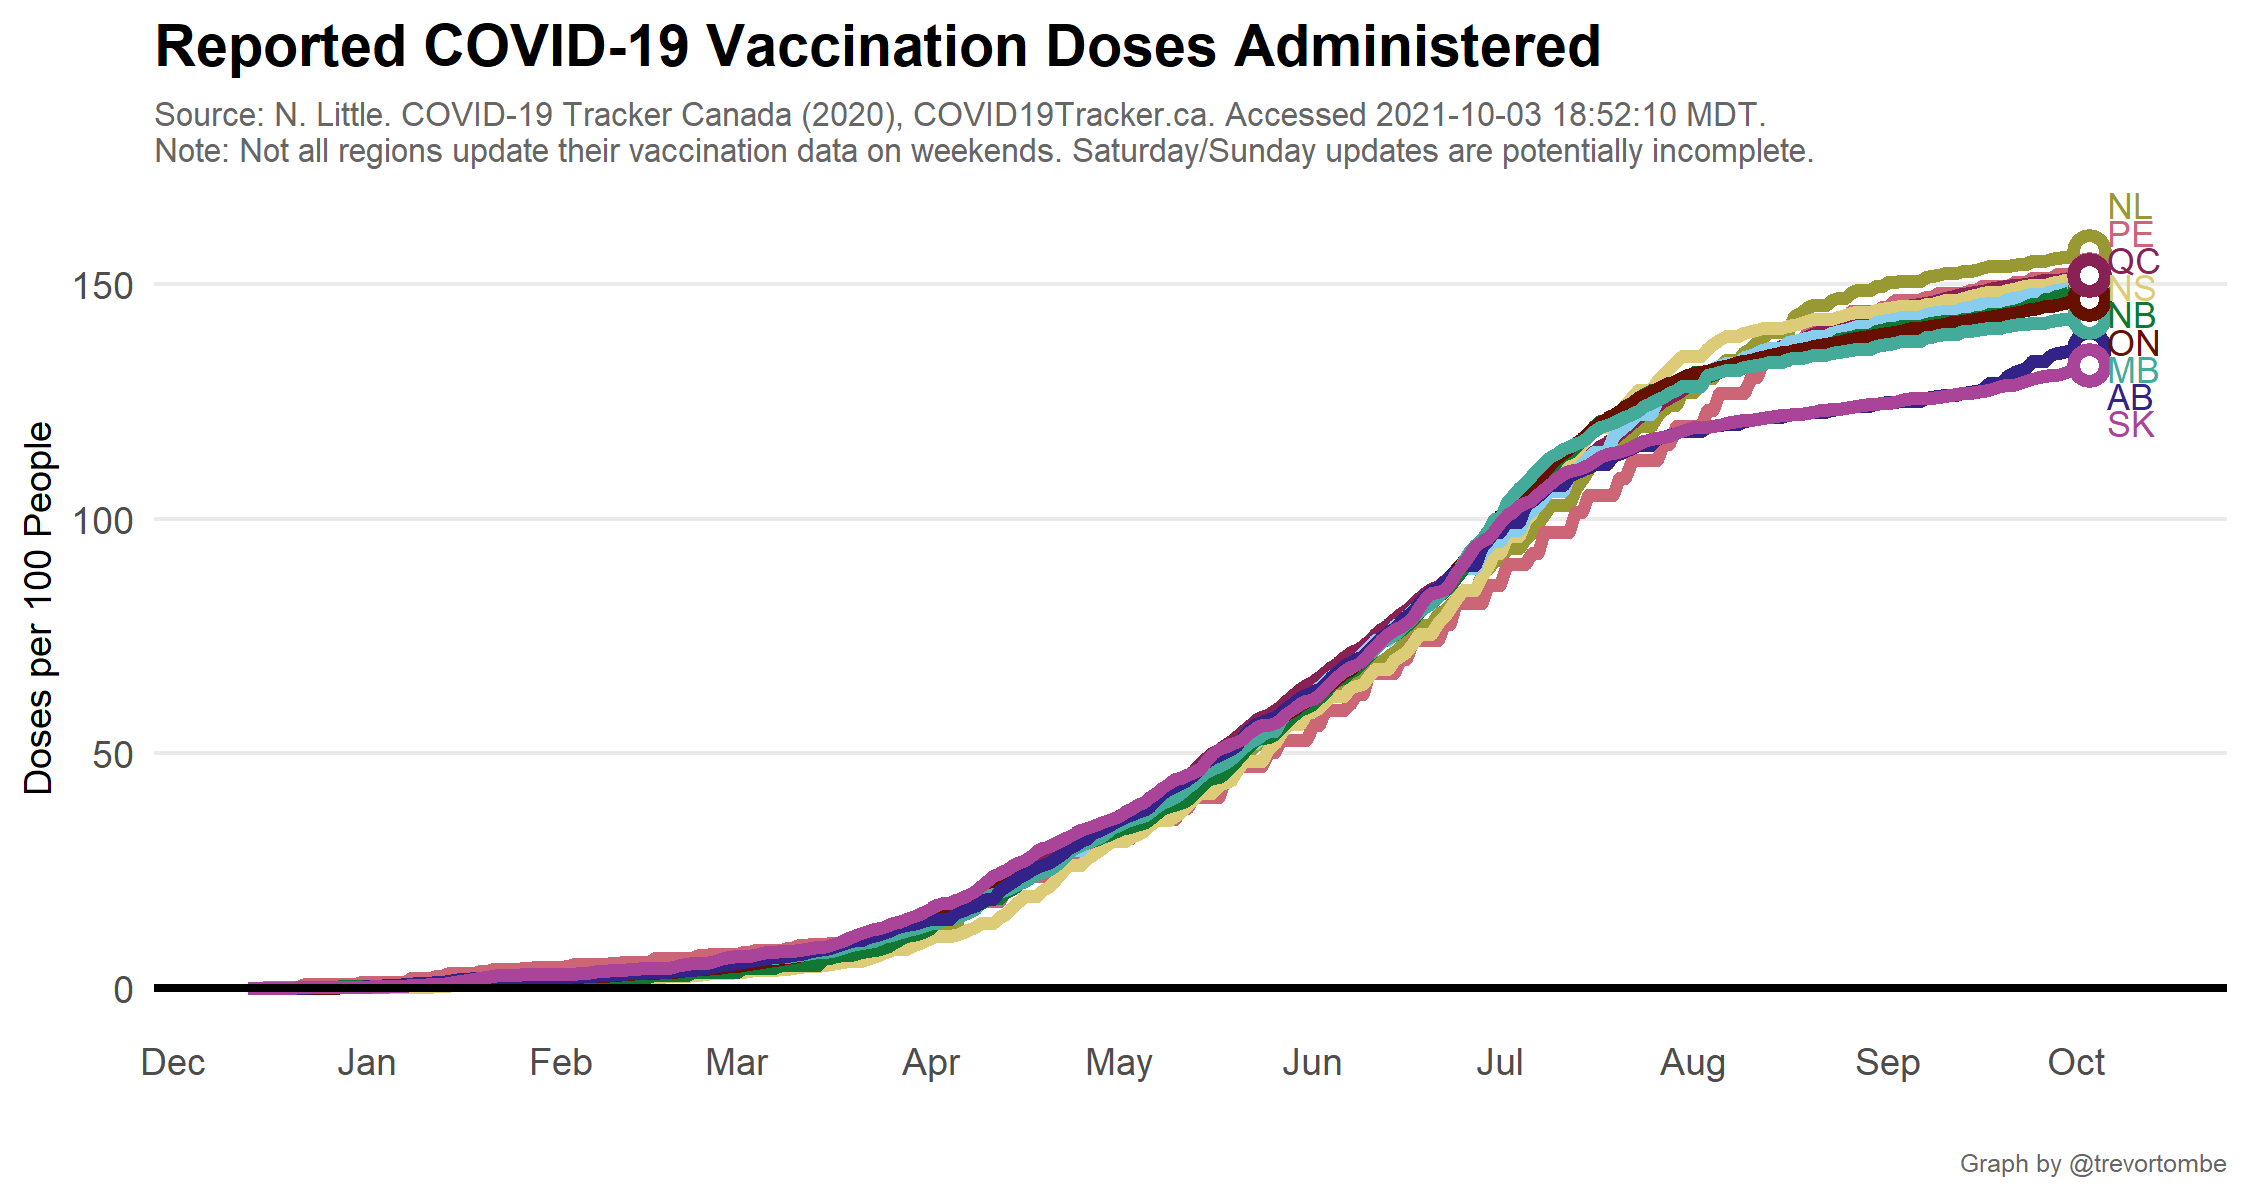 Reported COVID-19 Vaccination Doses Administered
Source: N. Little. COVID-19 Tracker Canada (2020), COVID19Tracker.ca. Accessed 2021-10-03 18:52:10 MDT.
Note: Not all regions update their vaccination data on weekends. Saturday/Sunday updates are potentially incomplete.
Doses per 100 People
150
100
50
0
NL
PE
QC
NS
NB
ON
MB
AB
SK
Dec Jan Feb Mar Apr May Jun Jul Aug Sep Oct
Graph by @trevortombe